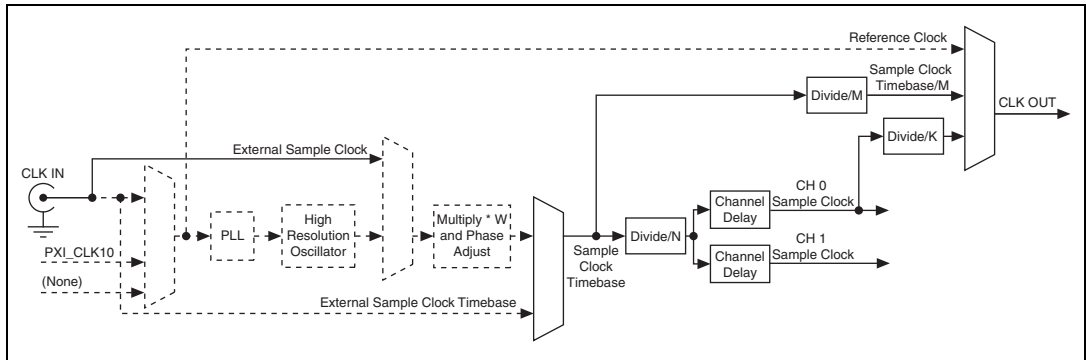 Reference Clock
Sample Clock
Timebase/M
Divide/M
CLK OUT
Divide/K
External Sample Clock
CLK IN
PLL
High
Resolution
Oscillator
Multiply * W
and Phase
Adjust
PXI_CLK10
(None)
External Sample Clock Timebase
Sample
Clock
Timebase
Divide/N
Channel
Delay
CH 0
Sample Clock
Channel
Delay
CH 1
Sample Clock